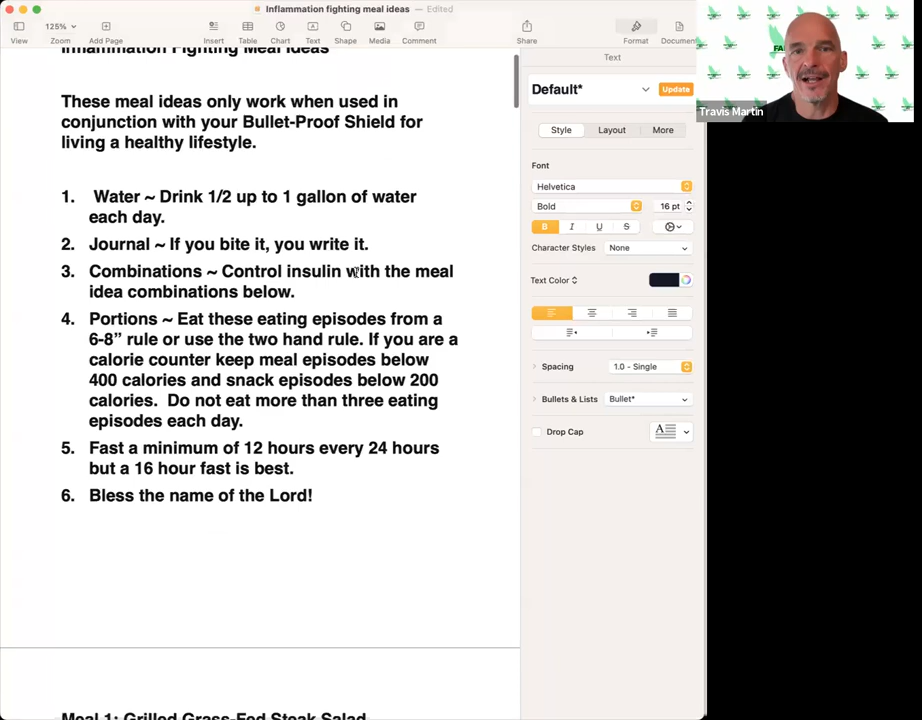 Inflammation fighting meal ideas — Edited
125%
View
Zoom
Add Page
Insert
Table
Chart
Text
Shape
Media
Comment
Share
Format
Document
Travis Martin
Inflammation Fighting Meal Ideas
These meal ideas only work when used in
conjunction with your Bullet-Proof Shield for
living a healthy lifestyle.
1. Water ~ Drink 1/2 up to 1 gallon of water
each day.
2. Journal ~ If you bite it, you write it.
3. Combinations ~ Control insulin with the meal
idea combinations below.
4. Portions ~ Eat these eating episodes from a
6-8” rule or use the two hand rule. If you are a
calorie counter keep meal episodes below
400 calories and snack episodes below 200
calories. Do not eat more than three eating
episodes each day.
5. Fast a minimum of 12 hours every 24 hours
but a 16 hour fast is best.
6. Bless the name of the Lord!
Meal 1: Grilled Grass-Fed Steak Salad
Text
Default*
Update
Style
Layout
More
Font
Helvetica
Bold
16 pt
B
I
U
S
Character Styles
None
Text Color
Spacing
1.0 - Single
Bullets & Lists
Bullet*
Drop Cap
A